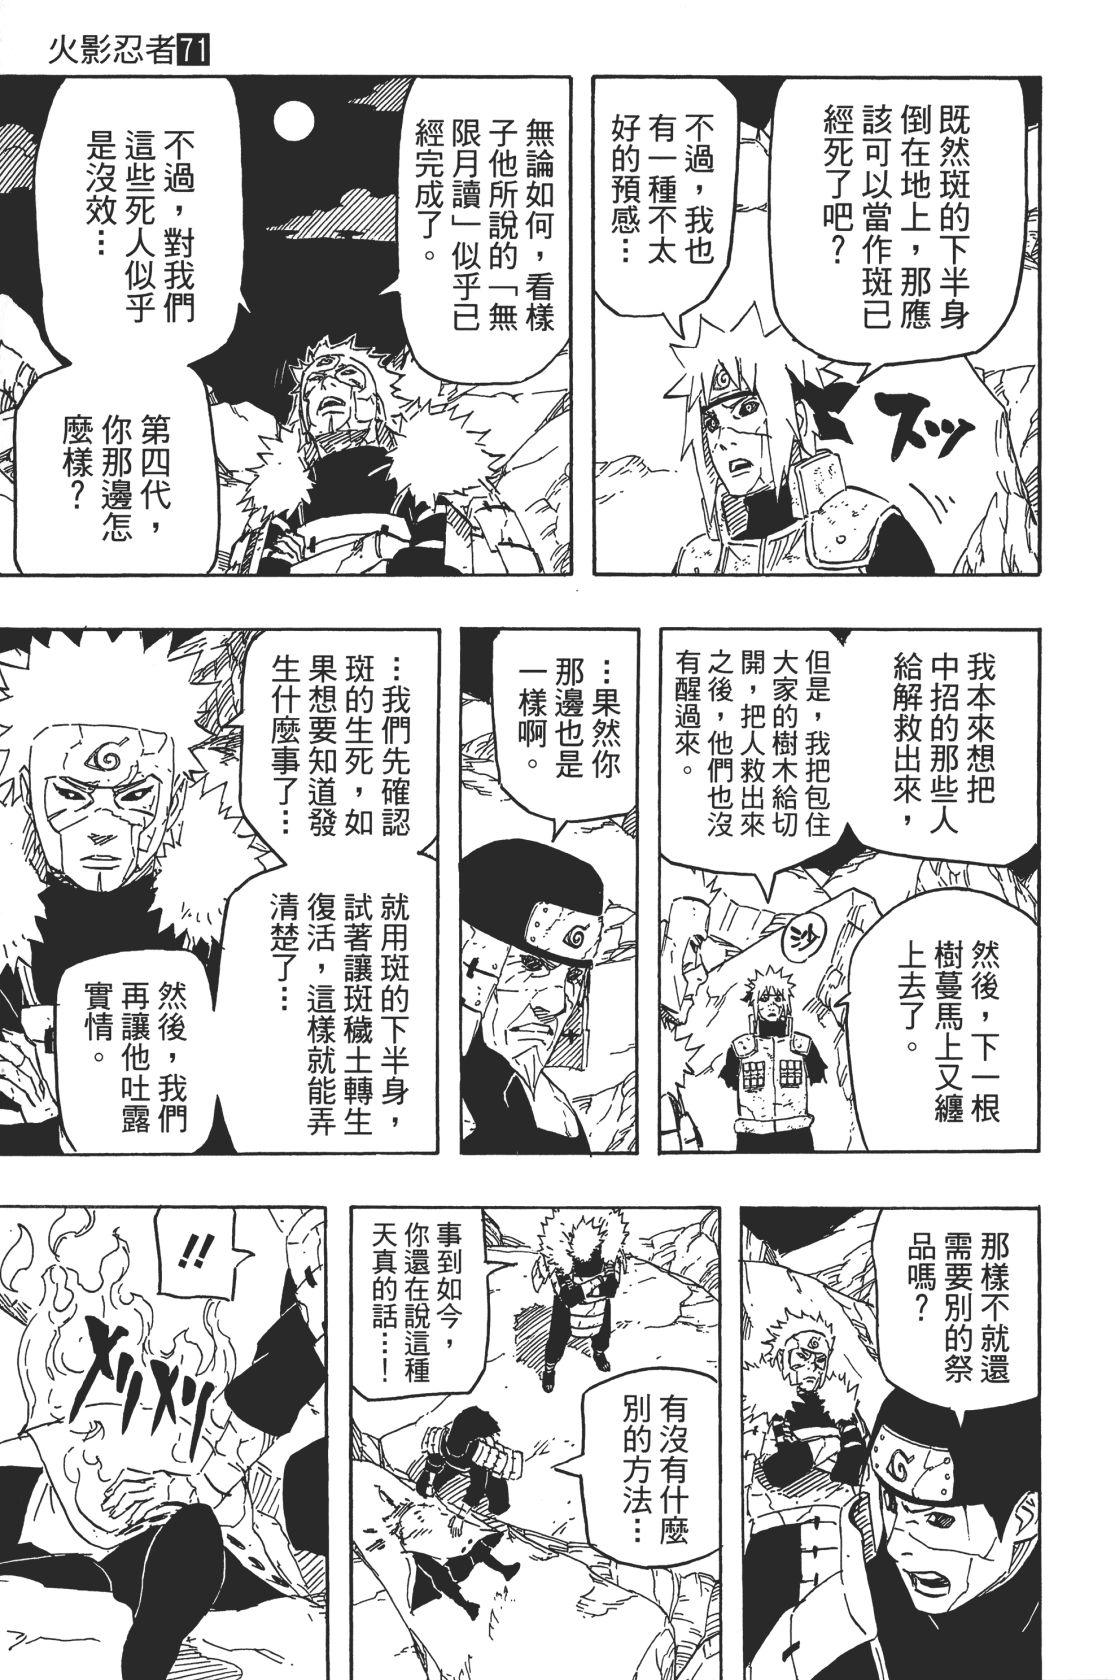 火影忍者71
既然斑的下半身
倒在地上，那應
該可以當作斑已
經死了吧？
不過，我也
有一種不太
好的預感…
ズッ
無論如何，看樣
子他所說的「無
限月讀」似乎已
經完成了。
不過，對我們
這些死人似乎
是沒效…
第四代，
你那邊怎
麼樣？
我本來想把
中招的那些人
給解救出來，
但是，我把包住
大家的樹木給切
開，把人救出來
之後，他們也沒
有醒過來。
沙
然後，下一根
樹蔓馬上又纏
上去了。
…果然你
那邊也是
一樣啊。
…我們先確認
斑的生死，如
果想要知道發
生什麼事了…
就用斑的下半身，
試著讓斑穢土轉生
復活，這樣就能弄
清楚了…
然後，我們
再讓他吐露
實情。
那樣不就還
需要別的祭
品嗎？
有沒有什麼
別的方法…
事到如今，
你還在說這種
天真的話…！
!!
メリメリ